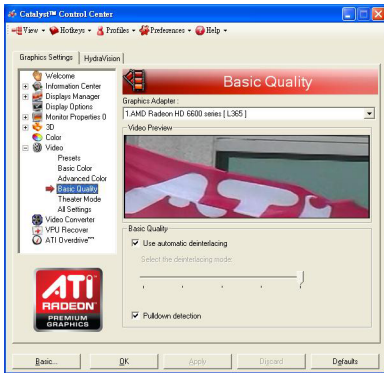 Catalyst™ Control Center
View Hotkeys Profiles Preferences Help
Graphics Settings HydraVision
Welcome
Information Center
Displays Manager
Display Options
Monitor Properties 0
3D
Color
Video
Presets
Basic Color
Advanced Color
Basic Quality
Theater Mode
All Settings
Video Converter
VPU Recover
ATI Overdrive™
ATI
RADEON
PREMIUM
GRAPHICS
Basic Quality
Graphics Adapter :
1.AMD Radeon HD 6600 series [ L365 ]
Video Preview
ATI
Basic Quality
Use automatic deinterlacing
Select the deinterlacing mode:
Pulldown detection
Basic... OK Apply Discard Defaults